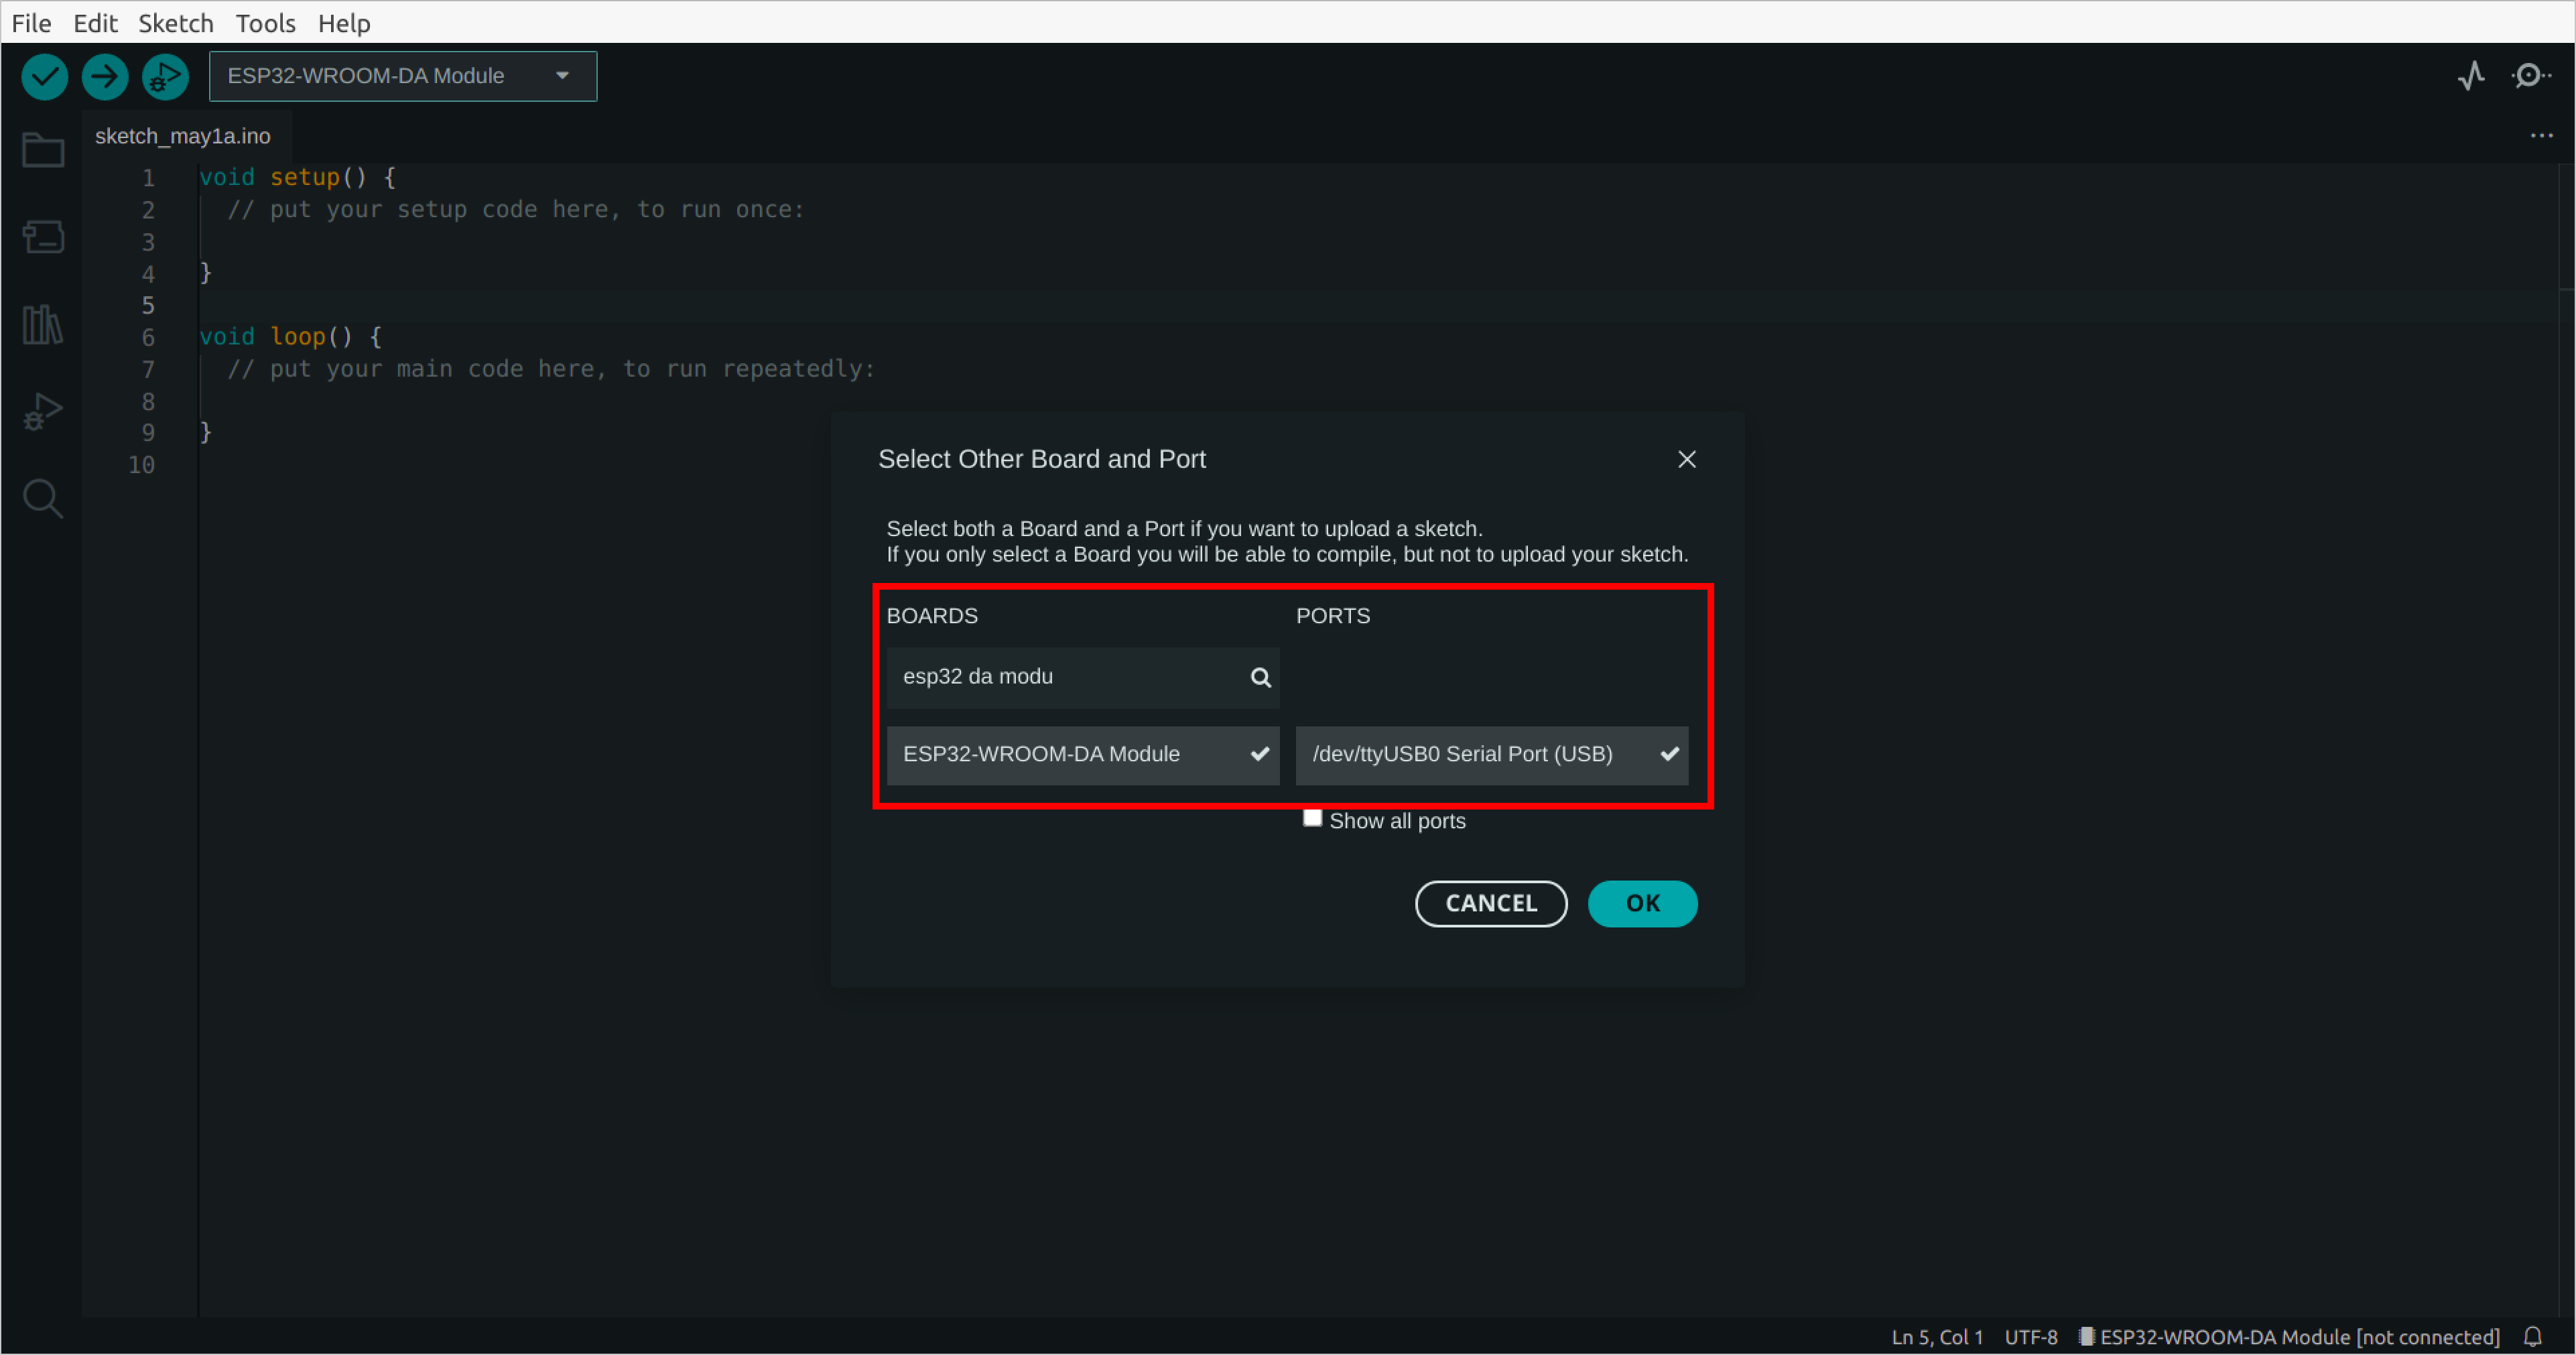 File Edit Sketch Tools Help
ESP32-WROOM-DA Module
sketch_may1a.ino
1 void setup() {
2 // put your setup code here, to run once:
3
4 }
5
6 void loop() {
7 // put your main code here, to run repeatedly:
8
9 }
10
Select Other Board and Port
Select both a Board and a Port if you want to upload a sketch.
If you only select a Board you will be able to compile, but not to upload your sketch.
BOARDS PORTS
esp32 da modu
ESP32-WROOM-DA Module /dev/ttyUSB0 Serial Port (USB)
Show all ports
CANCEL OK
Ln 5, Col 1 UTF-8 ESP32-WROOM-DA Module [not connected]